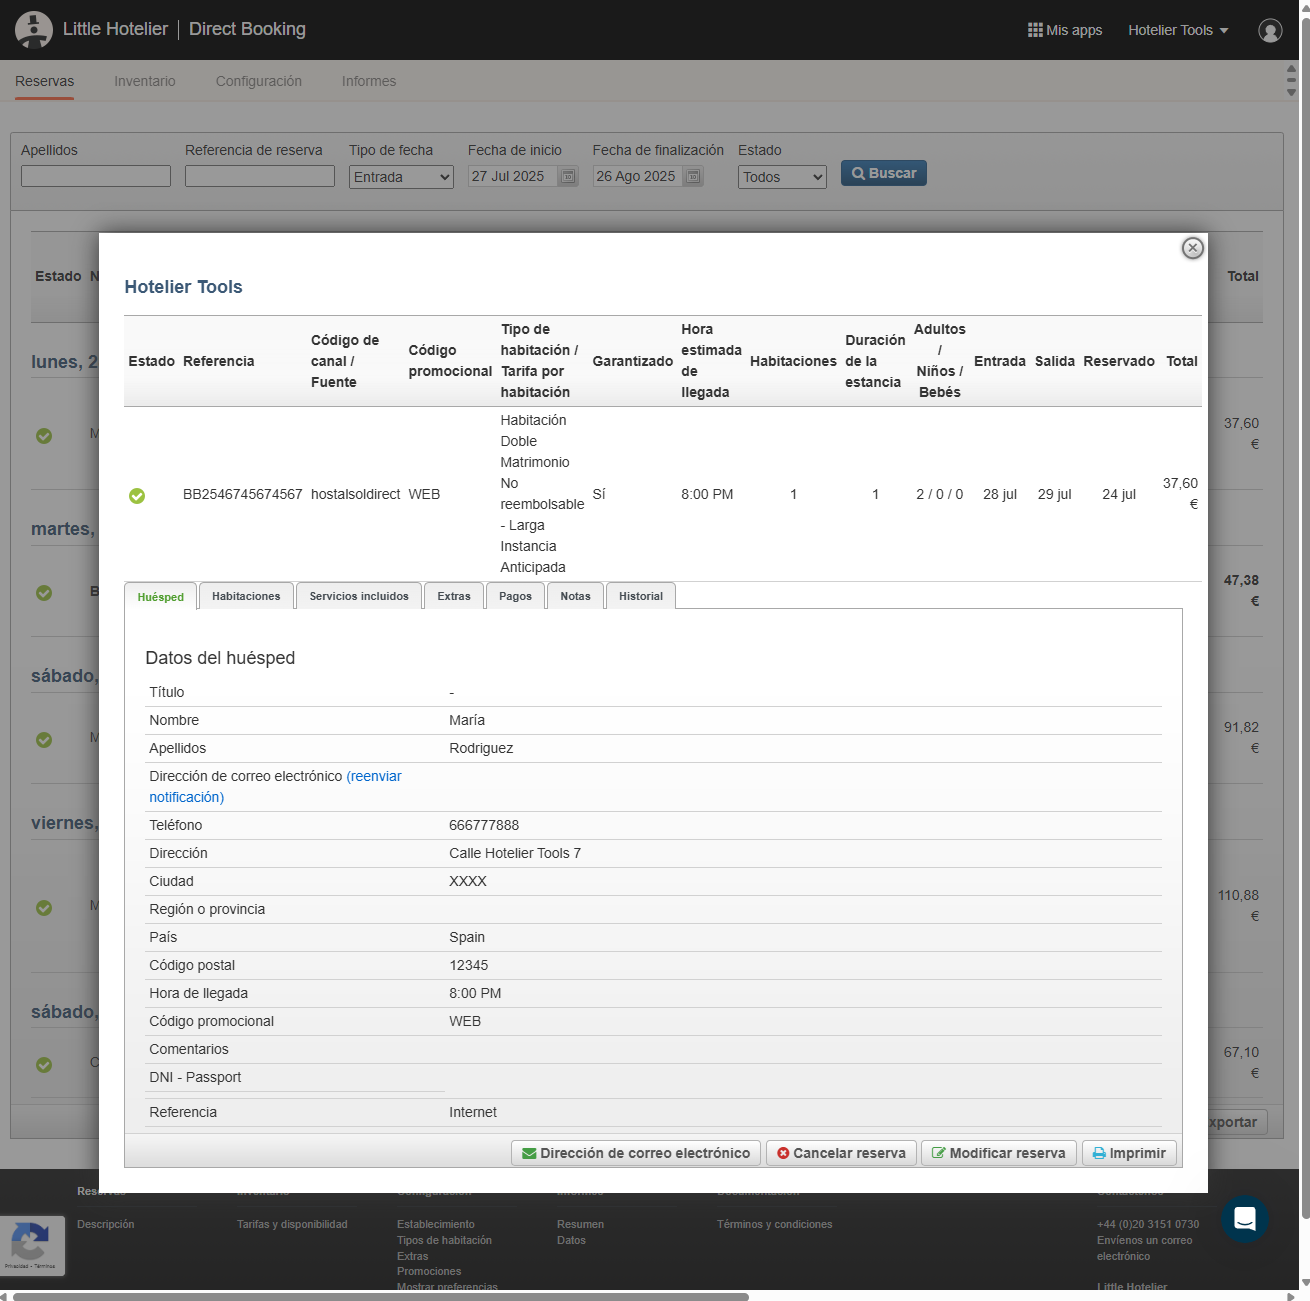 Little Hotelier | Direct Booking
Mis apps
Hotelier Tools
Reservas
Inventario
Configuración
Informes
Apellidos
Referencia de reserva
Tipo de fecha
Fecha de inicio
Fecha de finalización
Estado
Entrada
27 Jul 2025
26 Ago 2025
Todos
Buscar
Estado
N
Total
lunes, 2
M
37,60
€
martes,
B
47,38
€
sábado,
M
91,82
€
viernes,
M
110,88
€
sábado,
C
67,10
€
xportar
Hotelier Tools
Estado
Referencia
Código de
canal /
Fuente
Código
promocional
Tipo de
habitación /
Tarifa por
habitación
Garantizado
Hora
estimada
de
llegada
Habitaciones
Duración
de la
estancia
Adultos
/
Niños /
Bebés
Entrada
Salida
Reservado
Total
BB2546745674567
hostalsoldirect
WEB
Habitación
Doble
Matrimonio
No
reembolsable
- Larga
Instancia
Anticipada
Sí
8:00 PM
1
1
2 / 0 / 0
28 jul
29 jul
24 jul
37,60
€
Huésped
Habitaciones
Servicios incluidos
Extras
Pagos
Notas
Historial
Datos del huésped
Título -
Nombre María
Apellidos Rodriguez
Dirección de correo electrónico (reenviar
notificación)
Teléfono 666777888
Dirección Calle Hotelier Tools 7
Ciudad XXXX
Región o provincia
País Spain
Código postal 12345
Hora de llegada 8:00 PM
Código promocional WEB
Comentarios
DNI - Passport
Referencia Internet
Dirección de correo electrónico
Cancelar reserva
Modificar reserva
Imprimir
Descripción
Tarifas y disponibilidad
Establecimiento
Tipos de habitación
Extras
Promociones
Mostrar preferencias
Resumen
Datos
Términos y condiciones
+44 (0)20 3151 0730
Envíenos un correo
electrónico
Little Hotelier
Privacidad - Términos